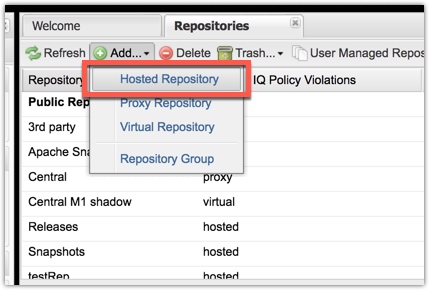 Welcome Repositories
Refresh Add... Delete Trash... User Managed Repos
Repository Hosted Repository IQ Policy Violations
Public Rep Proxy Repository
3rd party Virtual Repository
Apache Sna Repository Group
Central proxy
Central M1 shadow virtual
Releases hosted
Snapshots hosted
testRep hosted